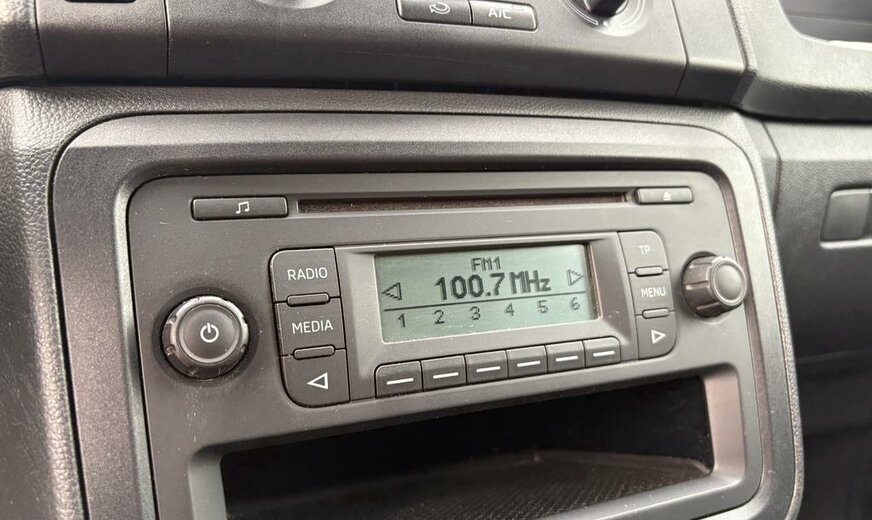 A/C
RADIO
MEDIA
FM1
100.7 MHz
1 2 3 4 5 6
TP
MENU